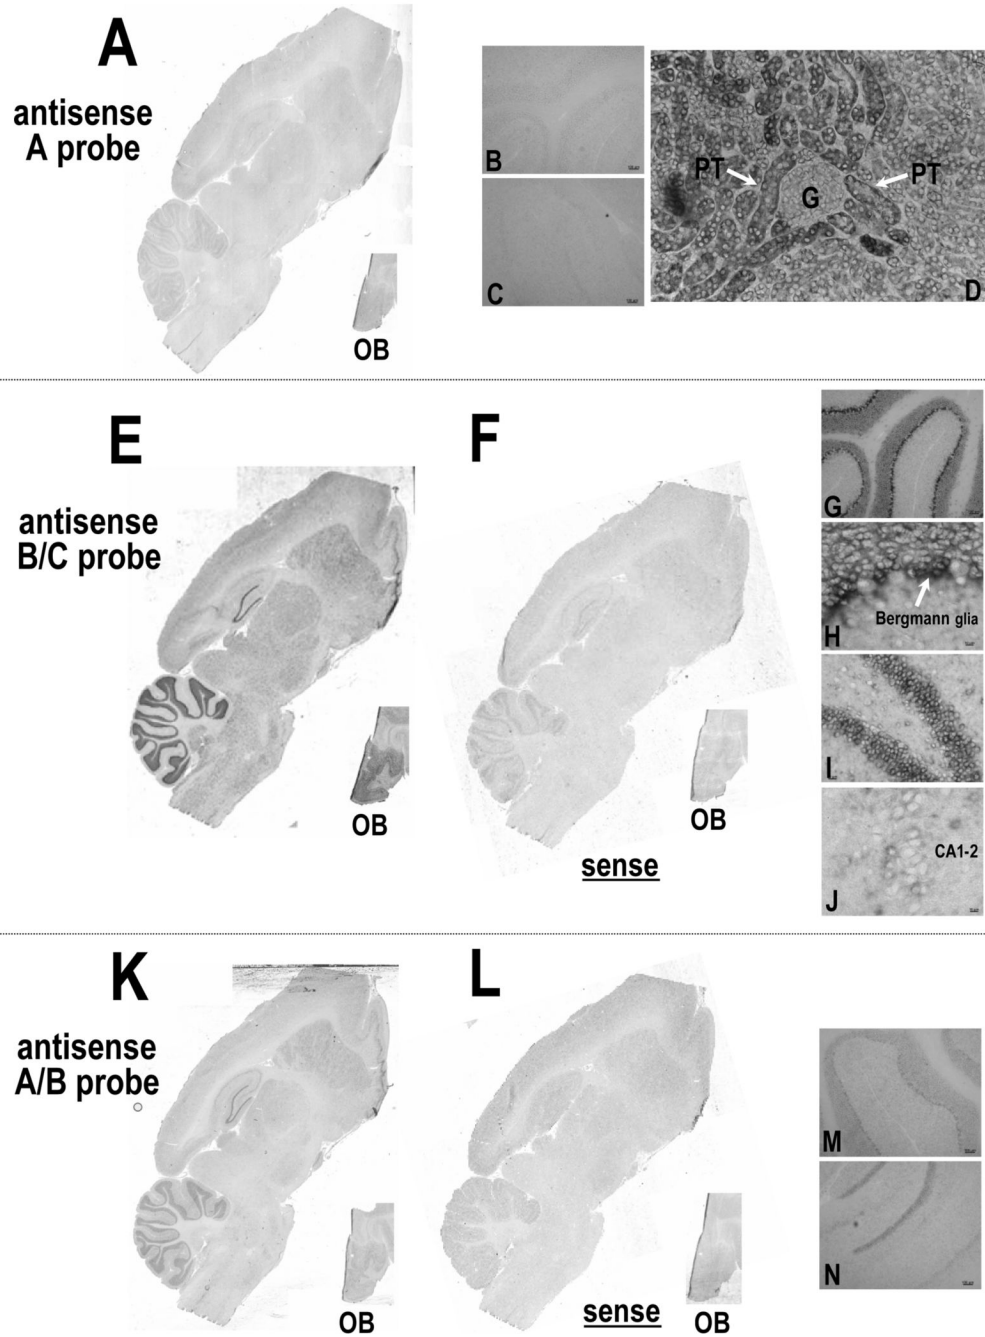 A
antisense
A probe
OB
B
C
PT
G
PT
D
E
antisense
B/C probe
OB
F
OB
sense
G
H
Bergmann glia
I
J
CA1-2
K
antisense
A/B probe
OB
L
OB
sense
M
N